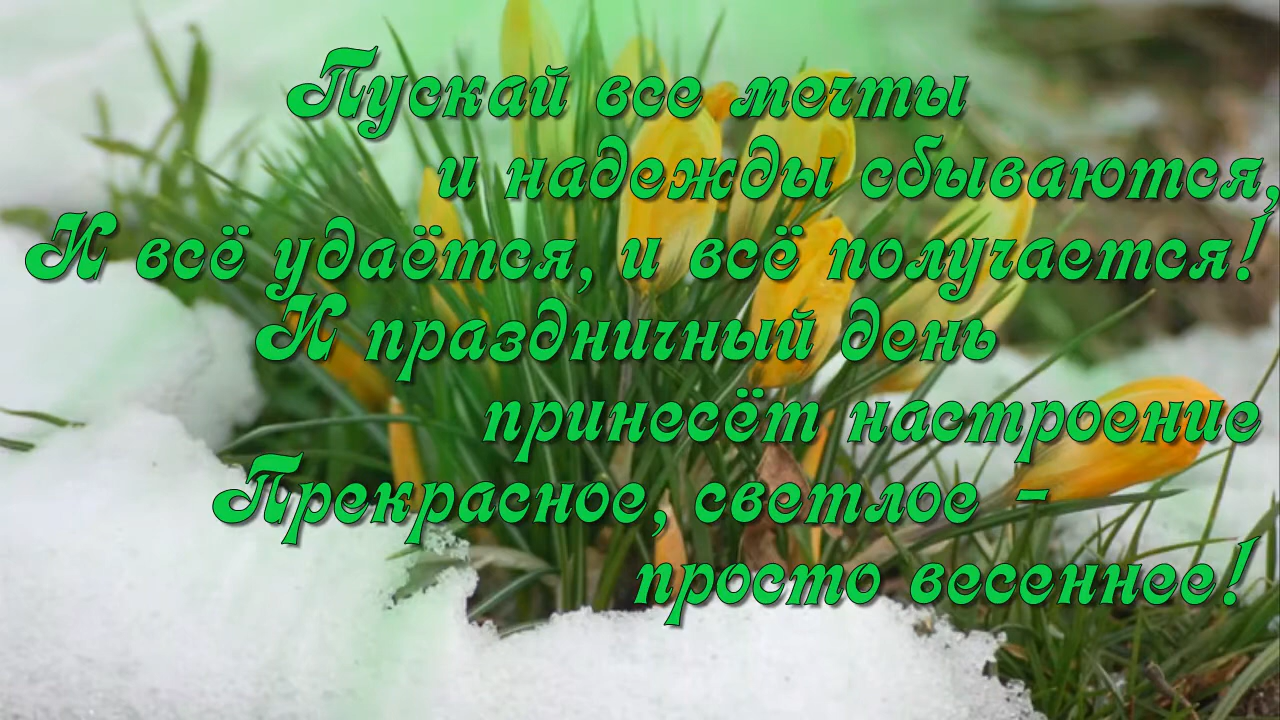 Пускай все мечты
и надежды сбываются,
И всё удаётся, и всё получается!
И праздничный день
принесёт настроение
Прекрасное, светлое –
просто весеннее!